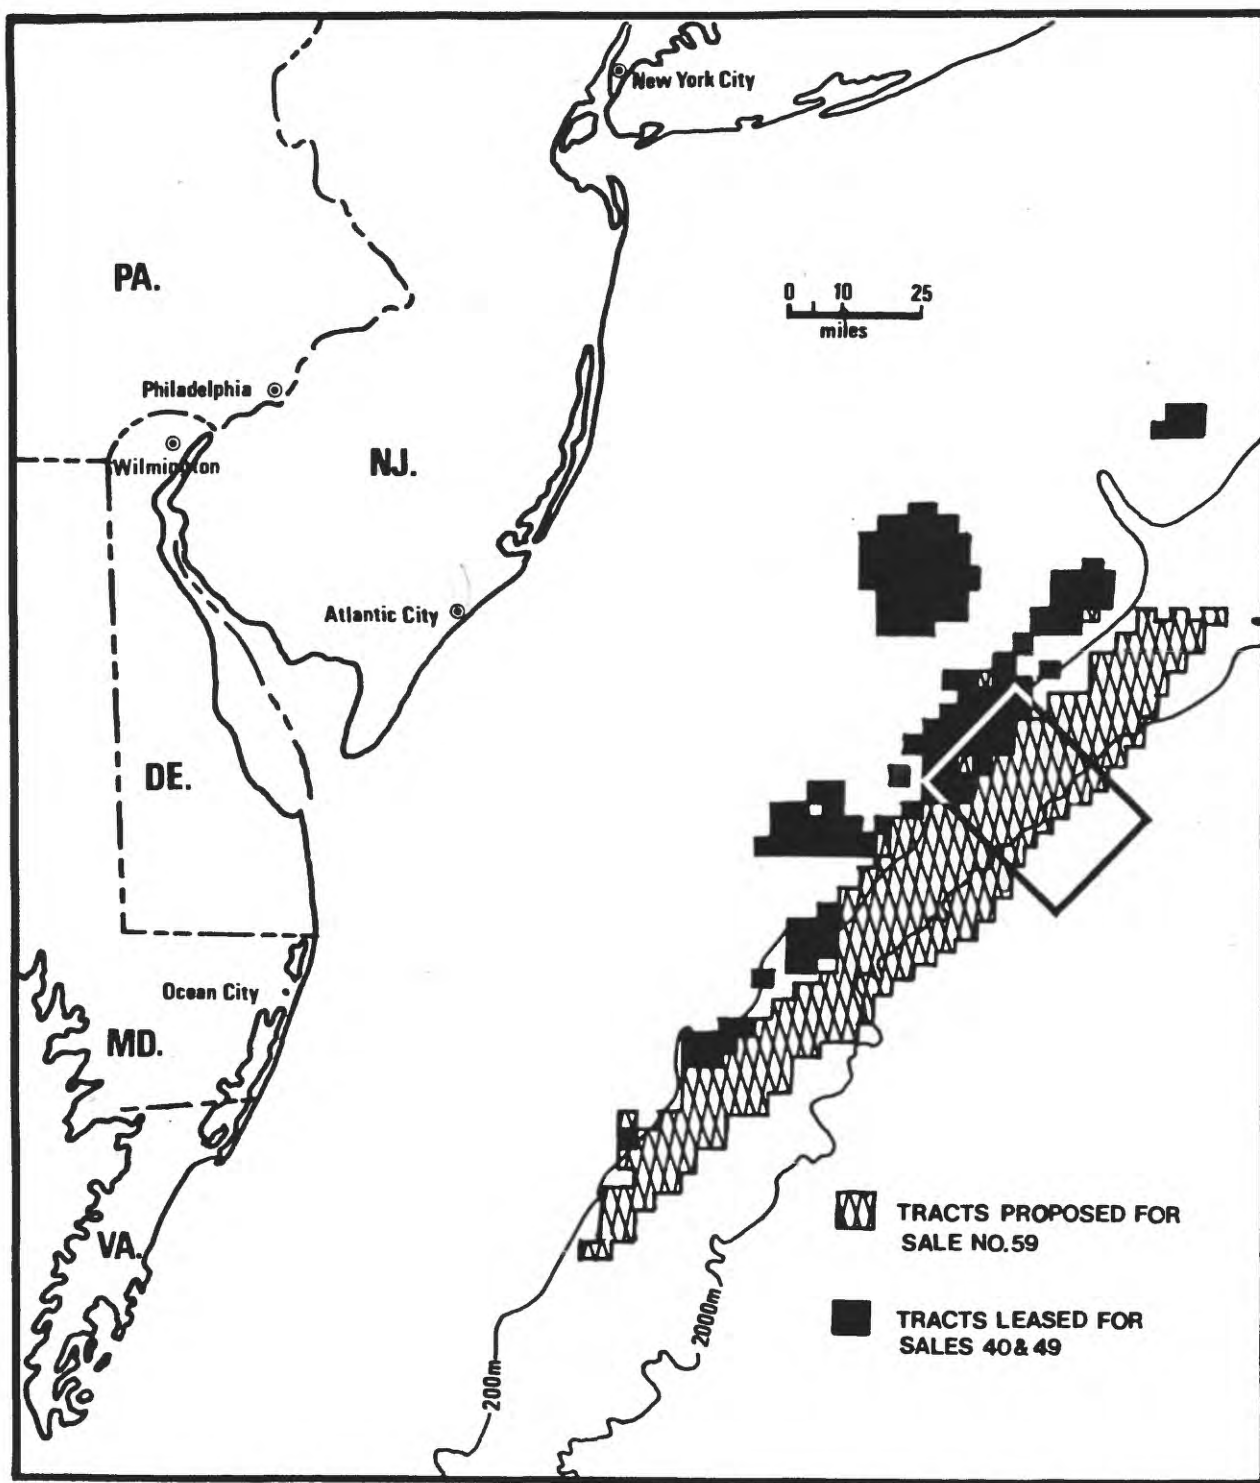 New York City
PA.
0 10 25
miles
Philadelphia
Wilmington
NJ.
Atlantic City
DE.
Ocean City
MD.
VA.
TRACTS PROPOSED FOR
SALE NO.59
TRACTS LEASED FOR
SALES 40&49
200m
2000m